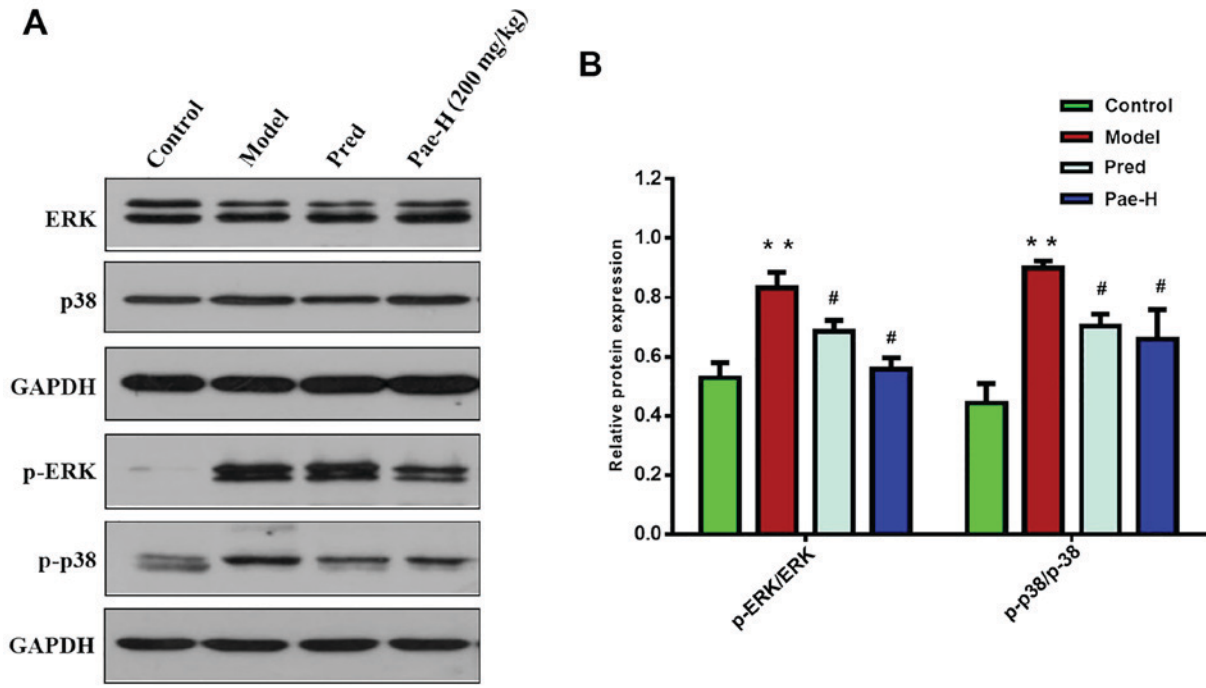 A
Control
Model
Pred
Pae-H (200 mg/kg)
ERK
p38
GAPDH
p-ERK
p-p38
GAPDH
B
Control
Model
Pred
Pae-H
Relative protein expression
1.2
1.0
0.8
0.6
0.4
0.2
0.0
* *
#
#
* *
#
#
p-ERK/ERK
p-p38/p-38